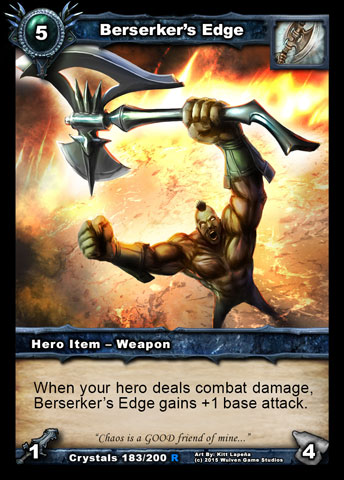 5
Berserker's Edge
Hero Item – Weapon
When your hero deals combat damage,
Berserker's Edge gains +1 base attack.
"Chaos is a GOOD friend of mine..."
1
Crystals 183/200 R
Art By: Kitt Lapeña
(c) 2015 Wulven Game Studios
4